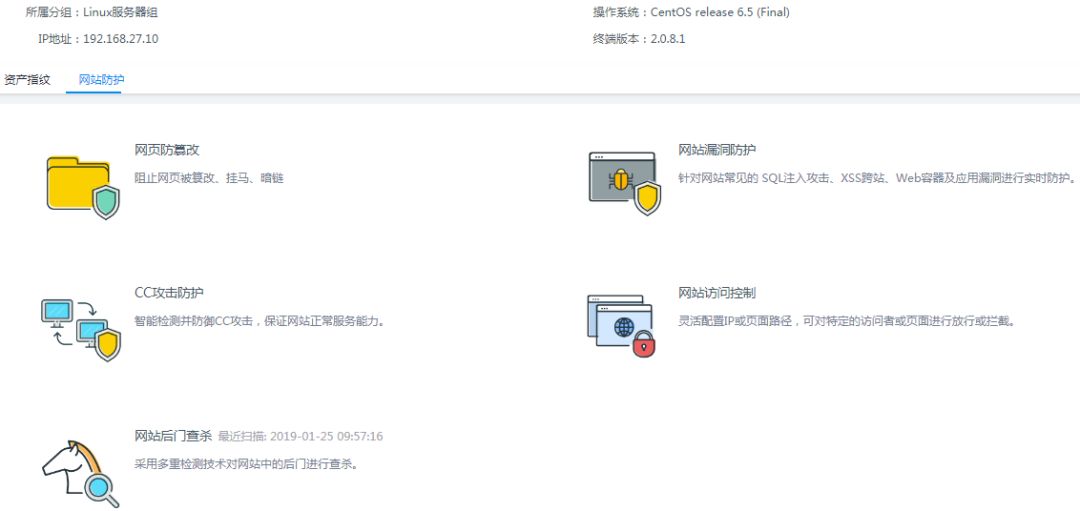 所属分组：Linux服务器组
操作系统：CentOS release 6.5 (Final)
IP地址：192.168.27.10
终端版本：2.0.8.1
资产指纹
网站防护
网页防篡改
阻止网页被篡改、挂马、暗链
网站漏洞防护
针对网站常见的 SQL注入攻击、XSS跨站、Web容器及应用漏洞进行实时防护。
CC攻击防护
智能检测并防御CC攻击，保证网站正常服务能力。
网站访问控制
灵活配置IP或页面路径，可对特定的访问者或页面进行放行或拦截。
网站后门查杀 最近扫描: 2019-01-25 09:57:16
采用多重检测技术对网站中的后门进行查杀。